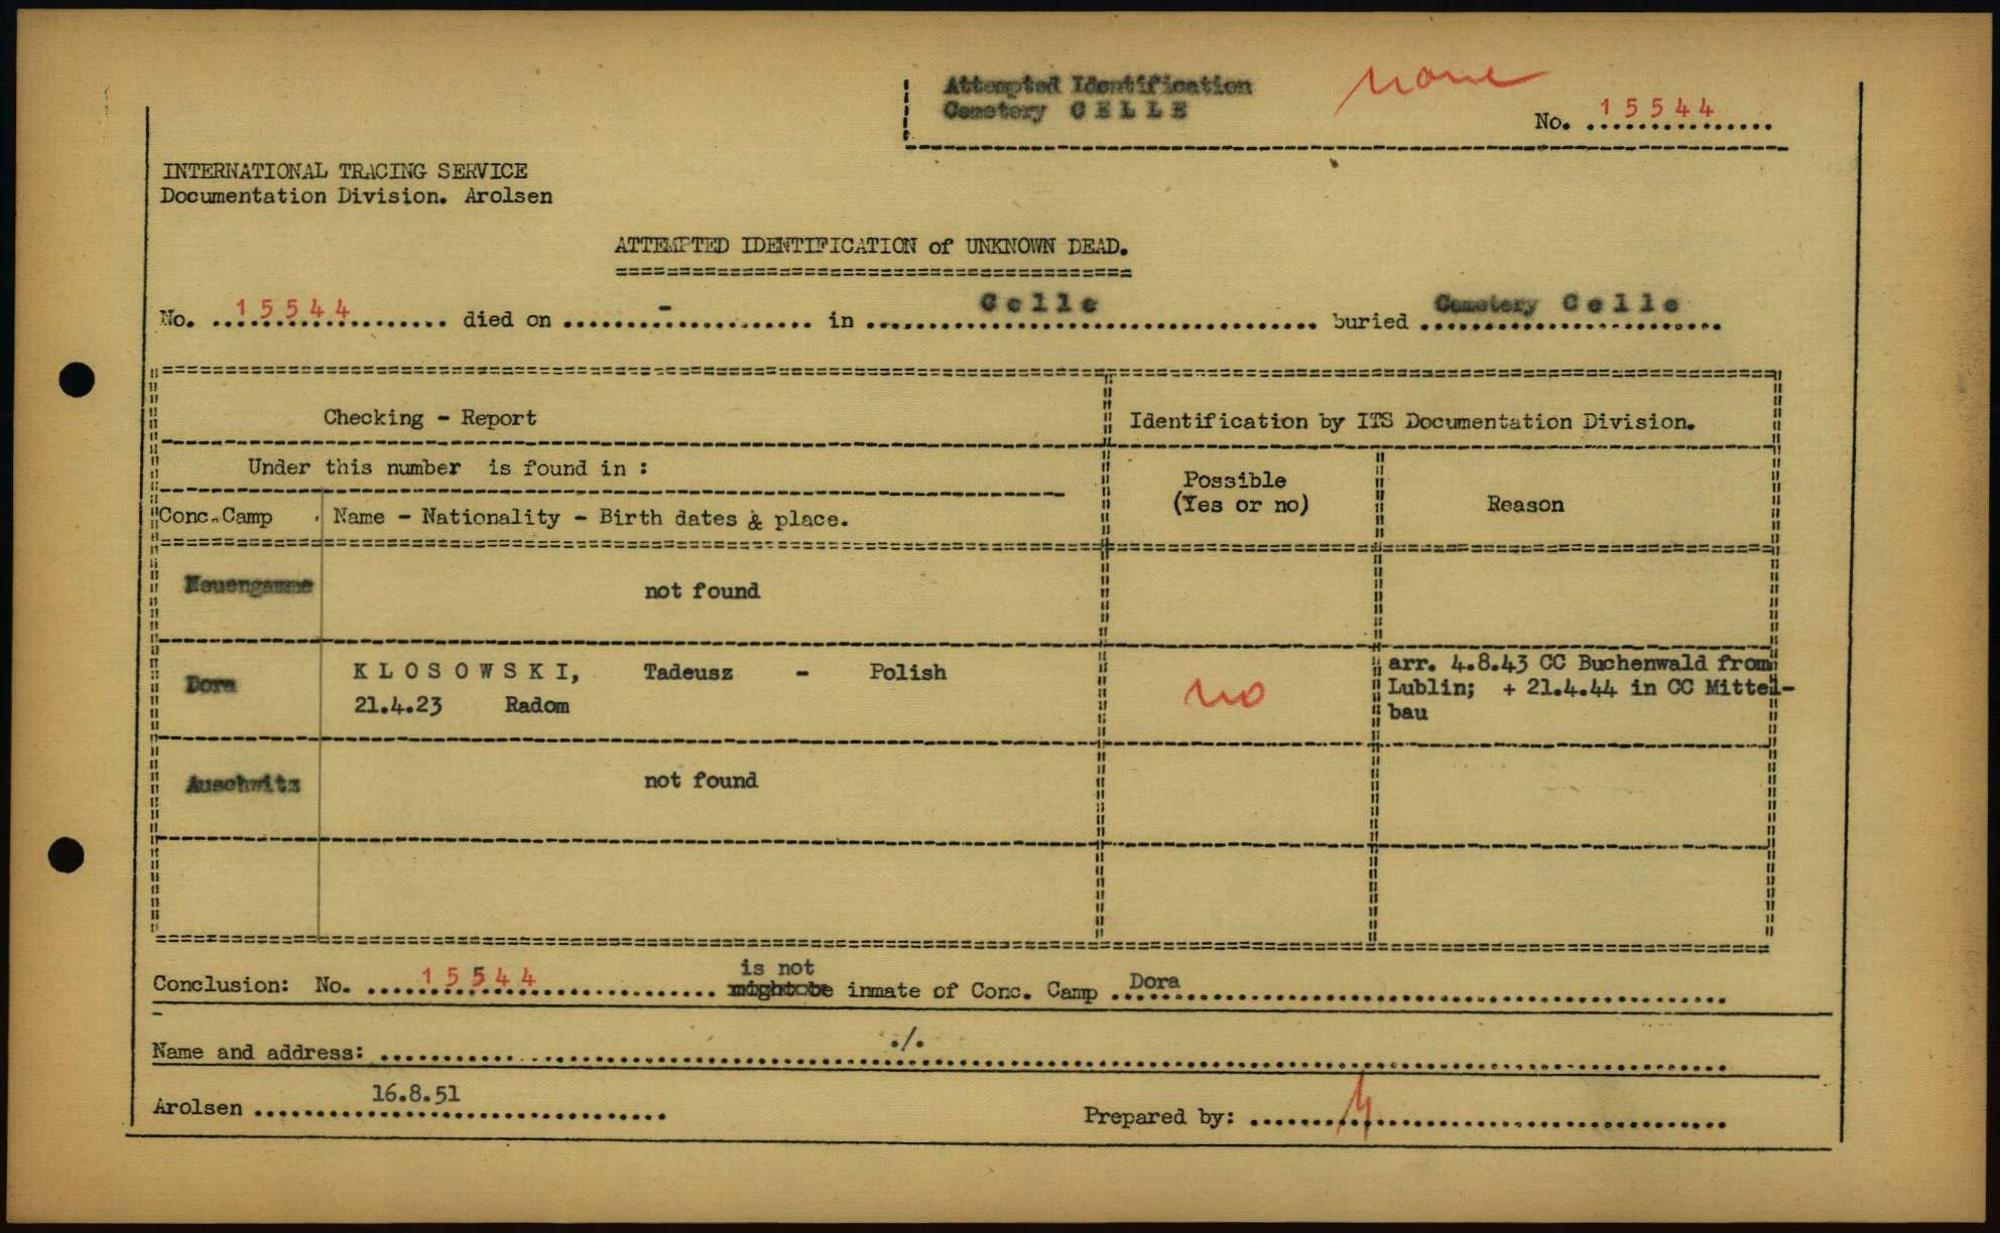 Attempted Identification
Cemetery C E L L E
none
No. 15544
INTERNATIONAL TRACING SERVICE
Documentation Division. Arolsen
ATTEMPTED IDENTIFICATION of UNKNOWN DEAD.
No. 15544 died on - in Celle buried Cemetery Celle
Checking - Report
Identification by ITS Documentation Division.
Under this number is found in :
Possible
(Yes or no)
Reason
Conc.Camp Name - Nationality - Birth dates & place.
Neuengamme not found
Dora K L O S O W S K I, Tadeusz - Polish
21.4.23 Radom
no
arr. 4.8.43 CC Buchenwald from
Lublin; + 21.4.44 in CC Mittel-
bau
Auschwitz not found
Conclusion: No. 15544 is not might be inmate of Conc. Camp Dora
Name and address: ./.
Arolsen 16.8.51
Prepared by: